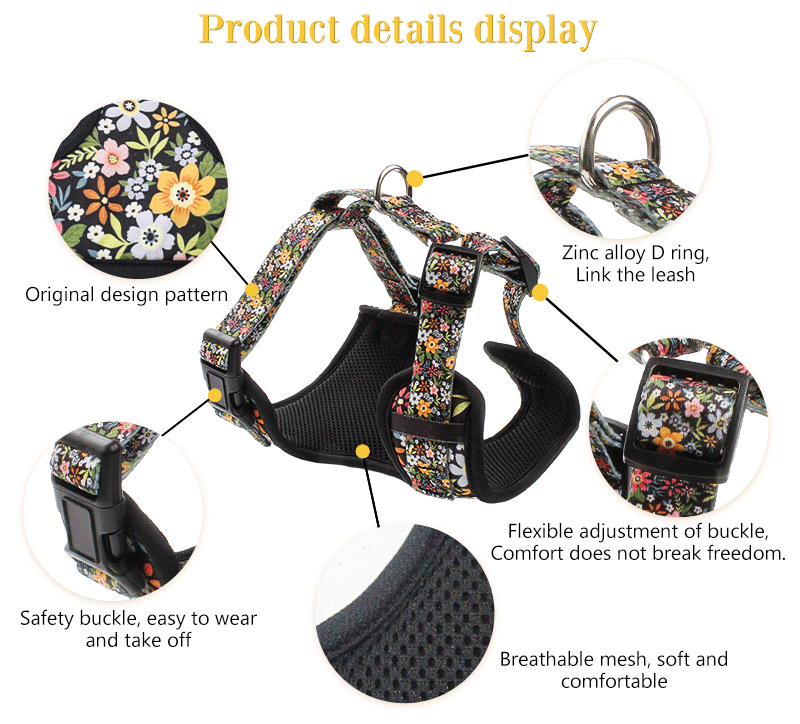 Product details display
Original design pattern
Zinc alloy D ring,
Link the leash
Flexible adjustment of buckle,
Comfort does not break freedom.
Safety buckle, easy to wear
and take off
Breathable mesh, soft and
comfortable